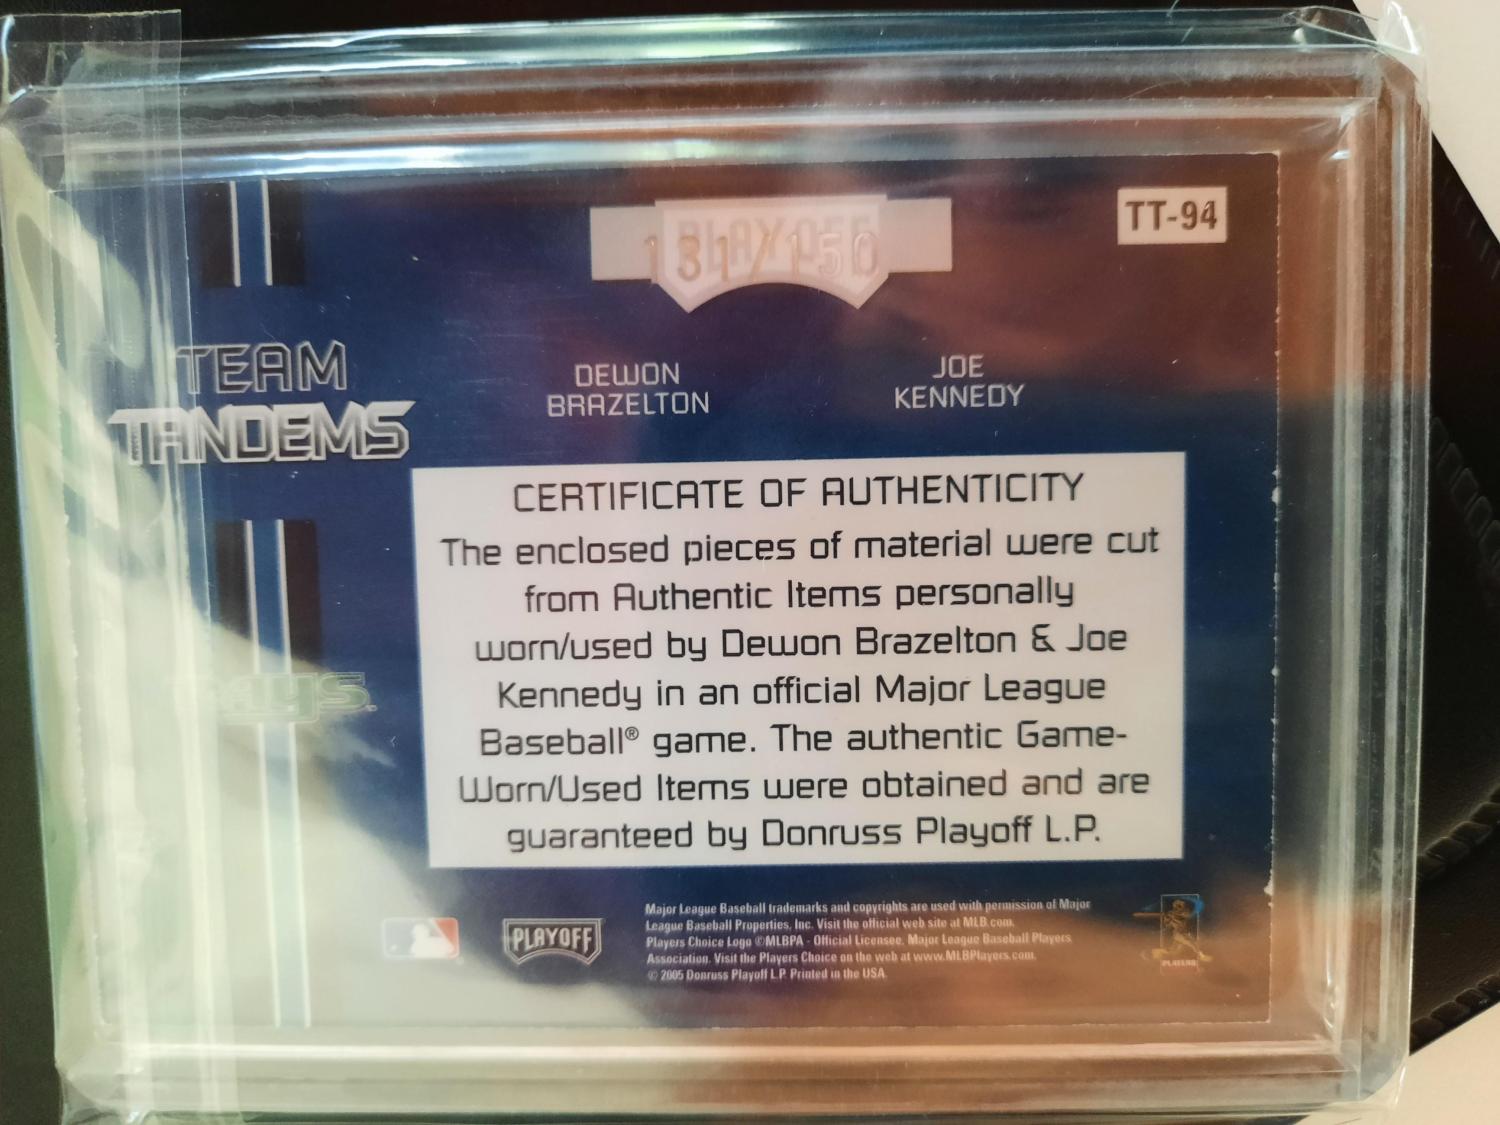 PLAYOFF
131/150
TT-94
TEAM
TANDEMS
DEWON
BRAZELTON
JOE
KENNEDY
CERTIFICATE OF AUTHENTICITY
The enclosed pieces of material were cut
from Authentic Items personally
worn/used by Dewon Brazelton & Joe
Kennedy in an official Major League
Baseball® game. The authentic Game-
Worn/Used Items were obtained and are
guaranteed by Donruss Playoff L.P.
Rays
PLAYOFF
Major League Baseball trademarks and copyrights are used with permission of Major
League Baseball Properties, Inc. Visit the official web site at MLB.com.
Players Choice Logo ©MLBPA - Official Licensee. Major League Baseball Players
Association. Visit the Players Choice on the web at www.MLBPlayers.com.
© 2005 Donruss Playoff L.P. Printed in the USA.
PLAYERS